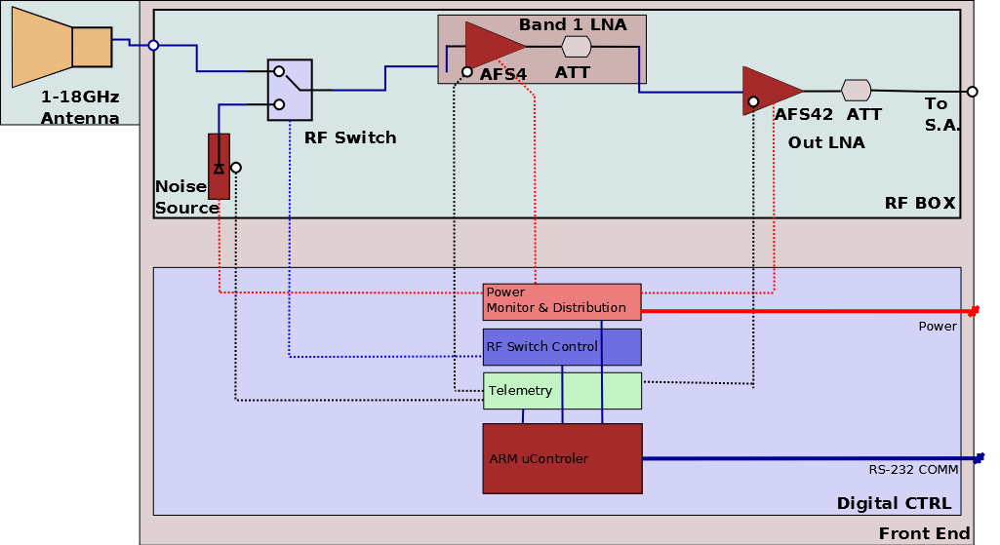 Band 1 LNA
AFS4
ATT
1-18GHz
Antenna
RF Switch
AFS42
ATT
Out LNA
To
S.A.
Noise
Source
RF BOX
Power
Monitor & Distribution
Power
RF Switch Control
Telemetry
ARM uControler
RS-232 COMM
Digital CTRL
Front End